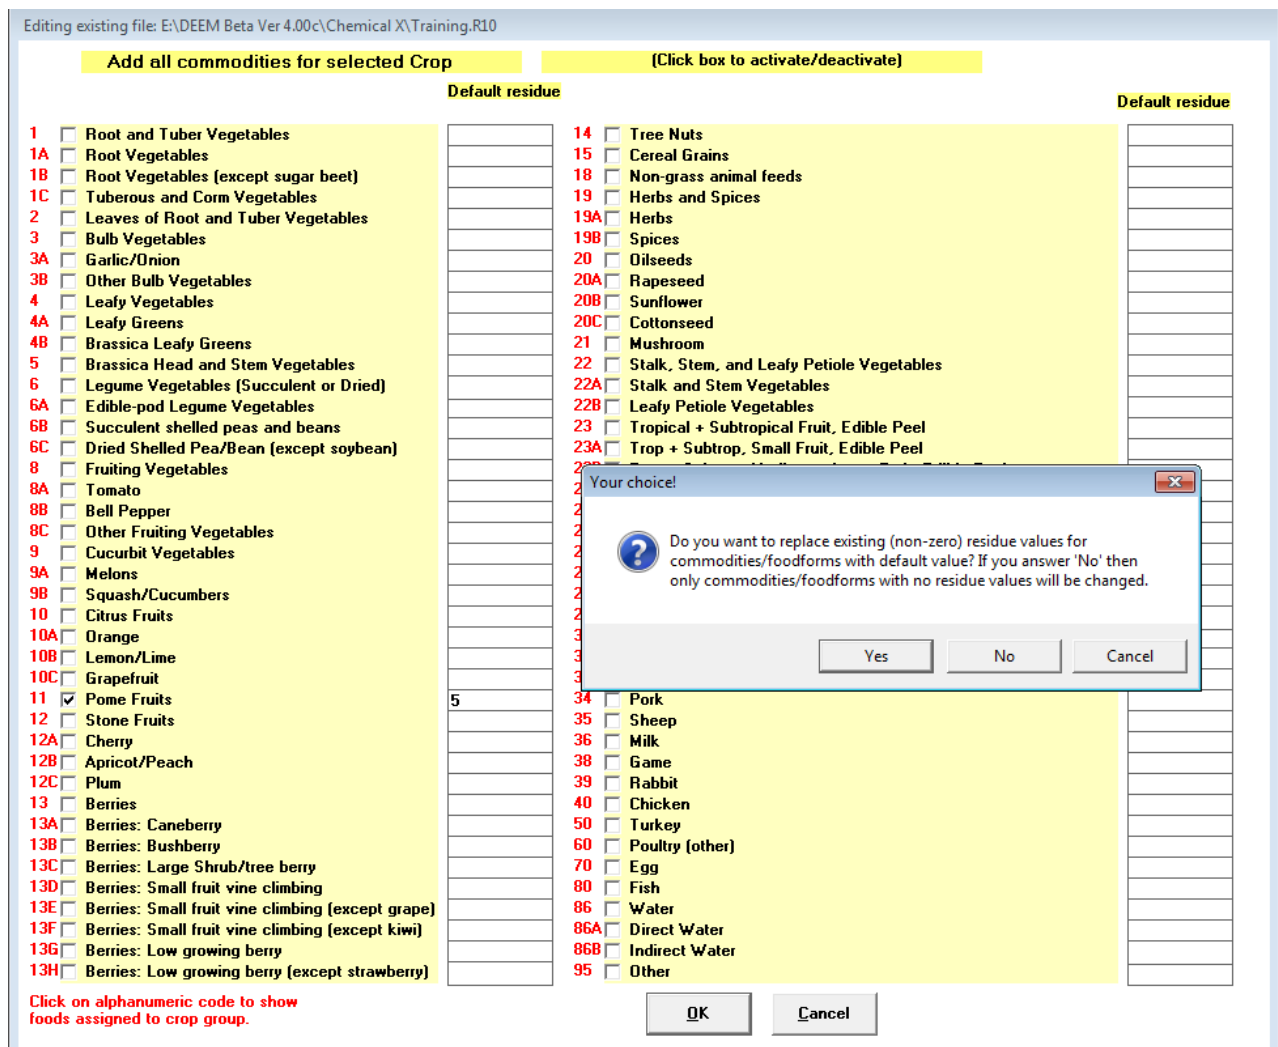 Editing existing file: E:\DEEM Beta Ver 4.00c\Chemical X\Training.R10
Add all commodities for selected Crop
(Click box to activate/deactivate)
Default residue
Default residue
1 Root and Tuber Vegetables
1A Root Vegetables
1B Root Vegetables (except sugar beet)
1C Tuberous and Corm Vegetables
2 Leaves of Root and Tuber Vegetables
3 Bulb Vegetables
3A Garlic/Onion
3B Other Bulb Vegetables
4 Leafy Vegetables
4A Leafy Greens
4B Brassica Leafy Greens
5 Brassica Head and Stem Vegetables
6 Legume Vegetables (Succulent or Dried)
6A Edible-pod Legume Vegetables
6B Succulent shelled peas and beans
6C Dried Shelled Pea/Bean (except soybean)
8 Fruiting Vegetables
8A Tomato
8B Bell Pepper
8C Other Fruiting Vegetables
9 Cucurbit Vegetables
9A Melons
9B Squash/Cucumbers
10 Citrus Fruits
10A Orange
10B Lemon/Lime
10C Grapefruit
11 Pome Fruits 5
12 Stone Fruits
12A Cherry
12B Apricot/Peach
12C Plum
13 Berries
13A Berries: Caneberry
13B Berries: Bushberry
13C Berries: Large Shrub/tree berry
13D Berries: Small fruit vine climbing
13E Berries: Small fruit vine climbing (except grape)
13F Berries: Small fruit vine climbing (except kiwi)
13G Berries: Low growing berry
13H Berries: Low growing berry (except strawberry)
14 Tree Nuts
15 Cereal Grains
18 Non-grass animal feeds
19 Herbs and Spices
19A Herbs
19B Spices
20 Oilseeds
20A Rapeseed
20B Sunflower
20C Cottonseed
21 Mushroom
22 Stalk, Stem, and Leafy Petiole Vegetables
22A Stalk and Stem Vegetables
22B Leafy Petiole Vegetables
23 Tropical + Subtropical Fruit, Edible Peel
23A Trop + Subtrop, Small Fruit, Edible Peel
Your choice!
Do you want to replace existing (non-zero) residue values for
commodities/foodforms with default value? If you answer 'No' then
only commodities/foodforms with no residue values will be changed.
Yes No Cancel
34 Pork
35 Sheep
36 Milk
38 Game
39 Rabbit
40 Chicken
50 Turkey
60 Poultry (other)
70 Egg
80 Fish
86 Water
86A Direct Water
86B Indirect Water
95 Other
Click on alphanumeric code to show
foods assigned to crop group.
OK Cancel